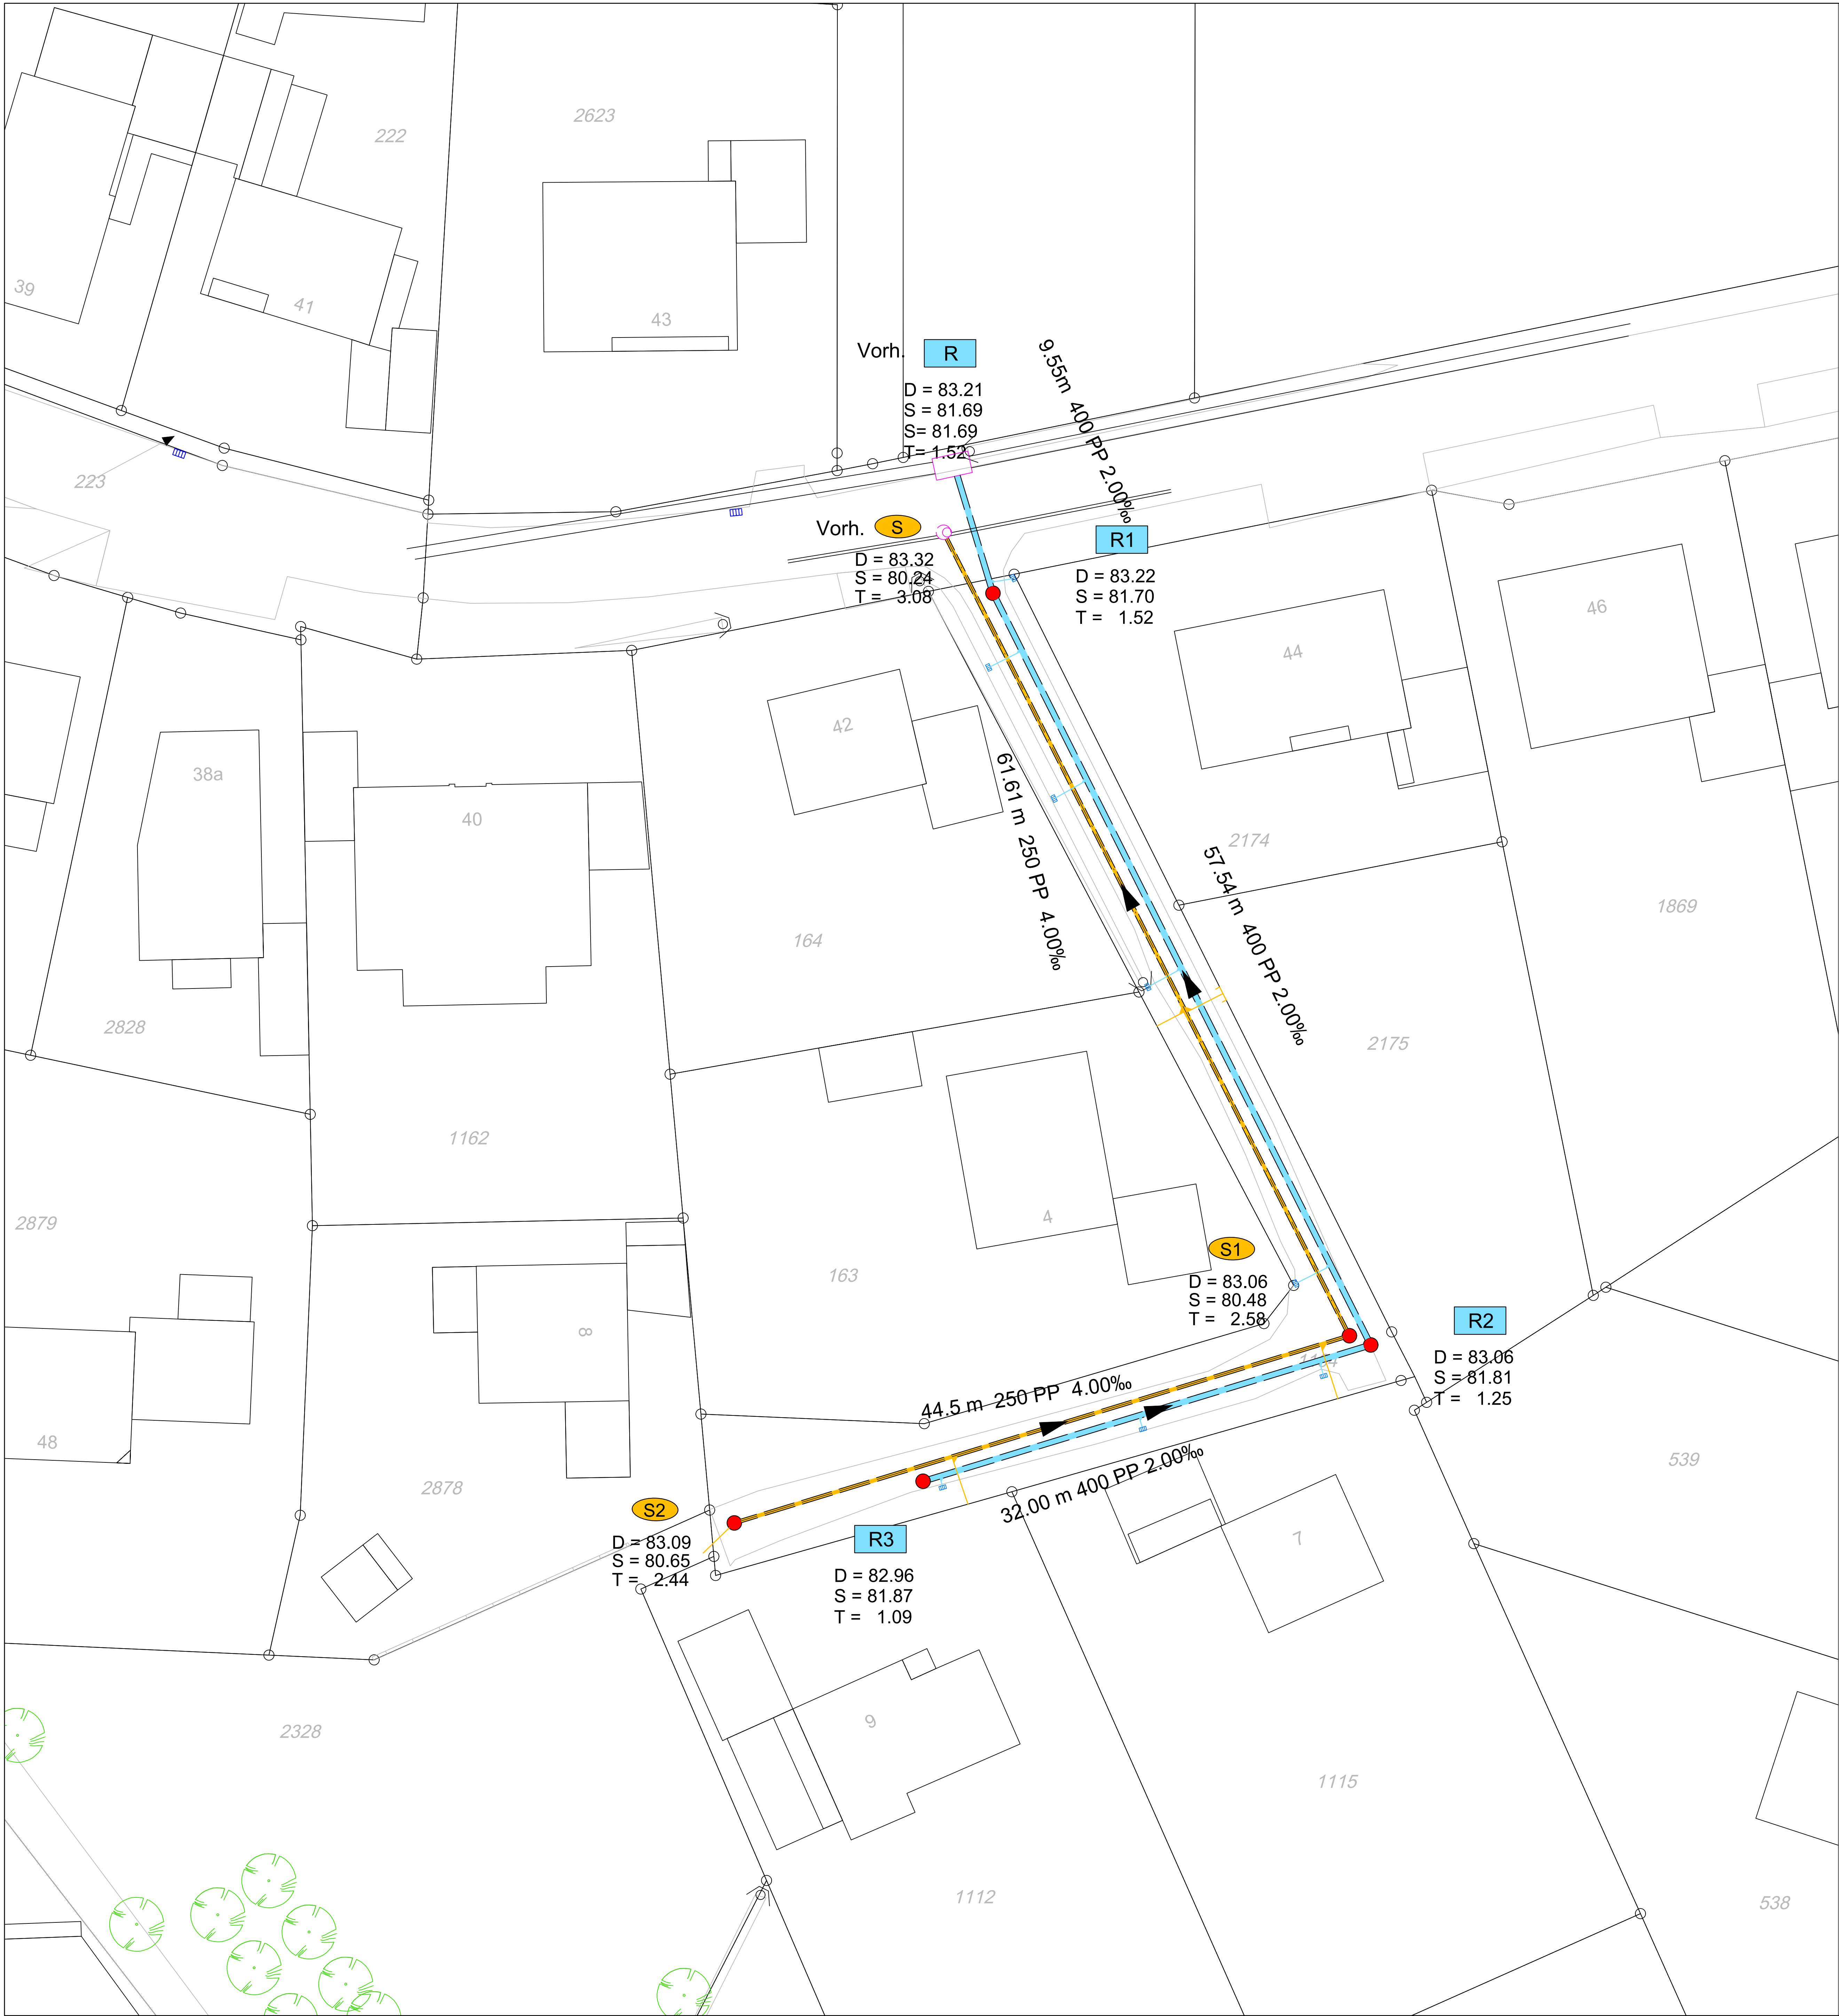 2623
222
39
41
43
Vorh. R
D = 83.21
S = 81.69
S= 81.69
T= 1.52
9.55m 400 PP 2.00‰
223
Vorh. S
D = 83.32
S = 80.24
T = 3.08
R1
D = 83.22
S = 81.70
T = 1.52
46
44
42
38a
40
61.61 m 250 PP 4.00‰
2174
57.54 m 400 PP 2.00‰
1869
164
2828
2175
1162
2879
4
163
S1
D = 83.06
S = 80.48
T = 2.58
R2
D = 83.06
S = 81.81
T = 1.25
8
44.5 m 250 PP 4.00‰
48
2878
539
32.00 m 400 PP 2.00‰
S2
D = 83.09
S = 80.65
T = 2.44
R3
D = 82.96
S = 81.87
T = 1.09
7
9
2328
1115
1112
538